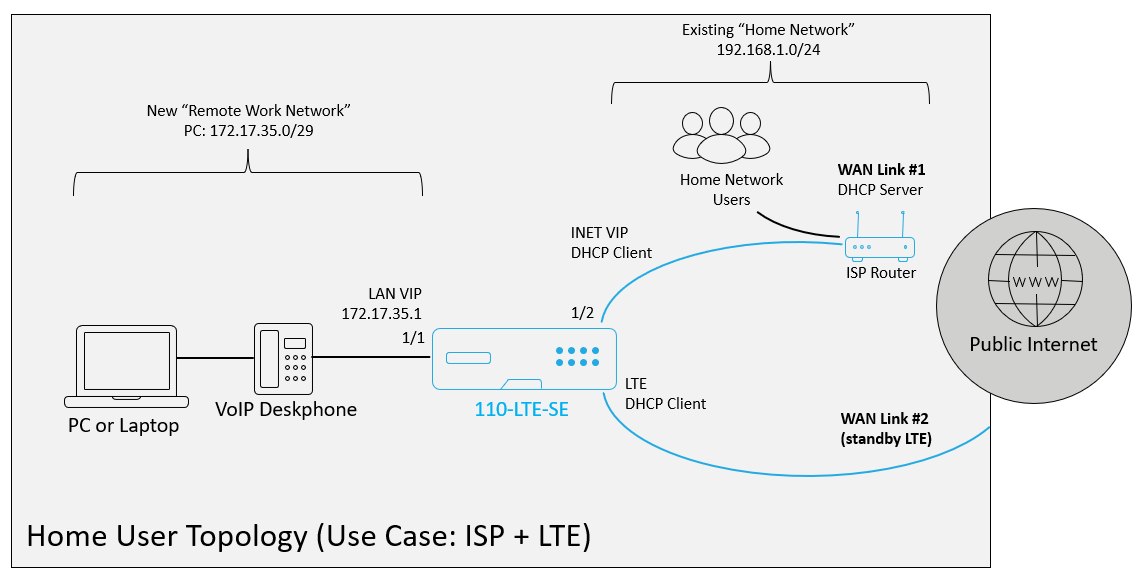 Existing “Home Network”
192.168.1.0/24
New “Remote Work Network”
PC: 172.17.35.0/29
Home Network
Users
WAN Link #1
DHCP Server
INET VIP
DHCP Client
ISP Router
LAN VIP
172.17.35.1
1/1
1/2
WWW
Public Internet
PC or Laptop
VoIP Deskphone
110-LTE-SE
LTE
DHCP Client
WAN Link #2
(standby LTE)
Home User Topology (Use Case: ISP + LTE)